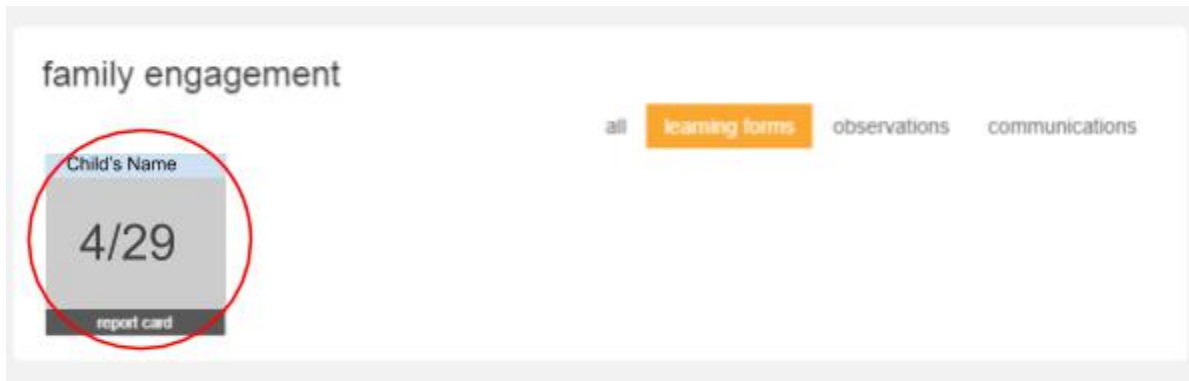 family engagement
all learning forms observations communications
Child's Name
4/29
report card